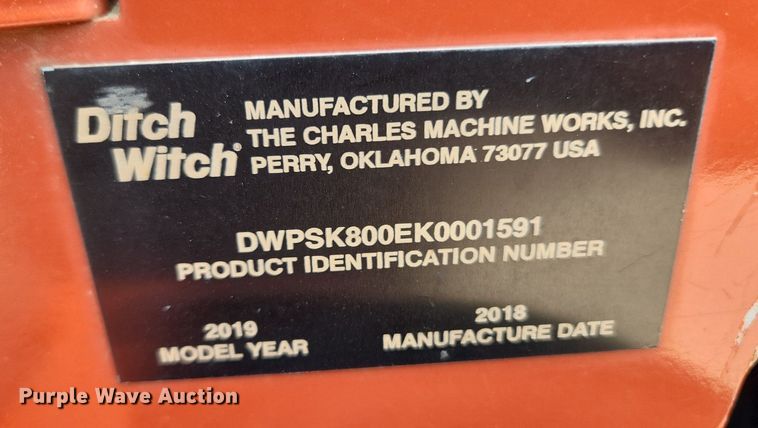 Ditch
Witch®
MANUFACTURED BY
THE CHARLES MACHINE WORKS, INC.
PERRY, OKLAHOMA 73077 USA
DWPSK800EK0001591
PRODUCT IDENTIFICATION NUMBER
2019
MODEL YEAR
2018
MANUFACTURE DATE
Purple Wave Auction